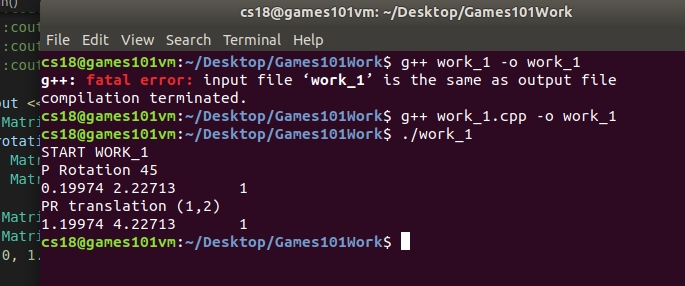 cs18@games101vm: ~/Desktop/Games101Work
File Edit View Search Terminal Help
cs18@games101vm:~/Desktop/Games101Work$ g++ work_1 -o work_1
g++: fatal error: input file ‘work_1’ is the same as output file
compilation terminated.
cs18@games101vm:~/Desktop/Games101Work$ g++ work_1.cpp -o work_1
cs18@games101vm:~/Desktop/Games101Work$ ./work_1
START WORK_1
P Rotation 45
0.19974 2.22713       1
PR translation (1,2)
1.19974 4.22713       1
cs18@games101vm:~/Desktop/Games101Work$
:cout
:cout
out <<
Matri
rotati
Matr
Matr
Matri
Matri
0, 1.